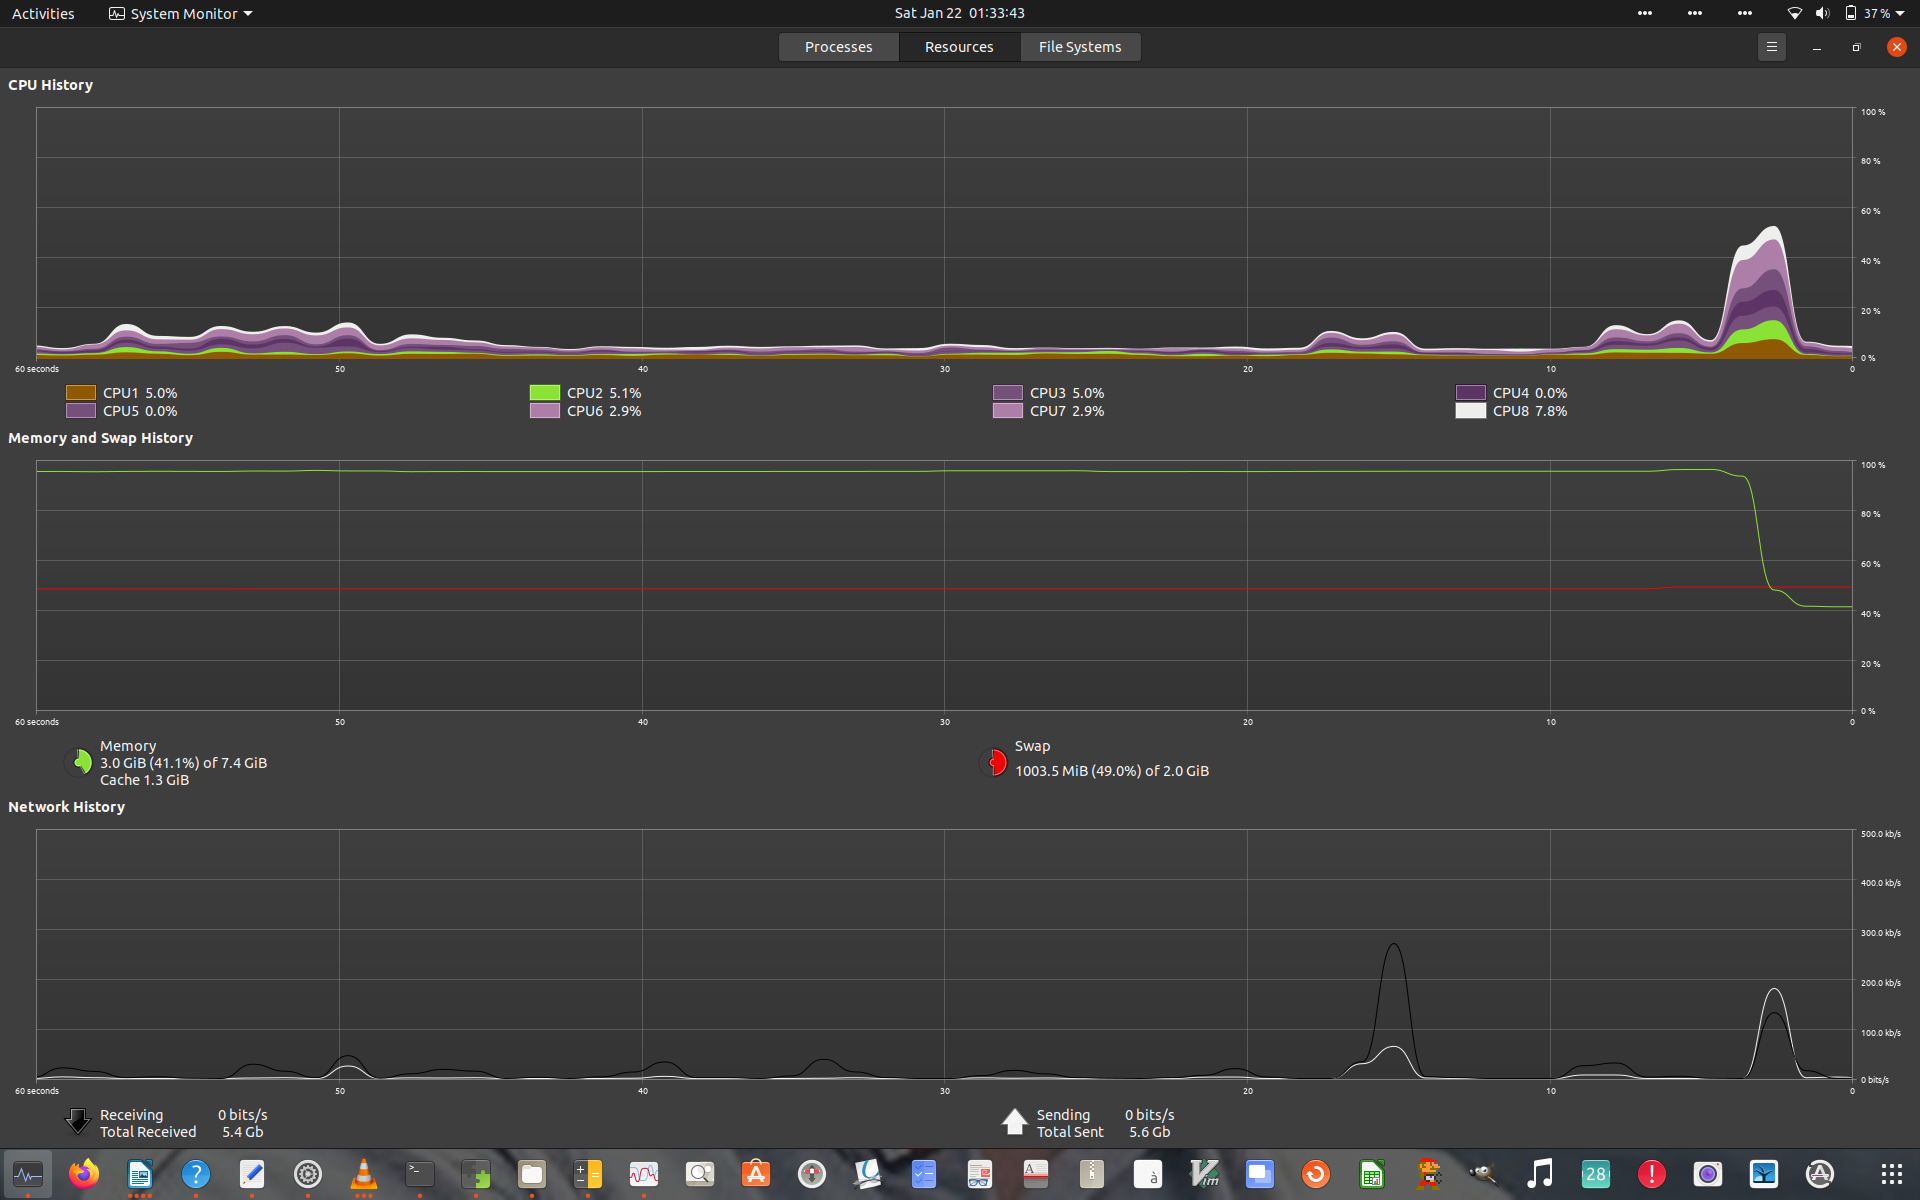 Activities System Monitor Sat Jan 22 01:33:43 37 %
Processes Resources File Systems
CPU History
100 %
80 %
60 %
40 %
20 %
0 %
60 seconds 50 40 30 20 10 0
CPU1 5.0% CPU2 5.1% CPU3 5.0% CPU4 0.0%
CPU5 0.0% CPU6 2.9% CPU7 2.9% CPU8 7.8%
Memory and Swap History
100 %
80 %
60 %
40 %
20 %
0 %
60 seconds 50 40 30 20 10 0
Memory
3.0 GiB (41.1%) of 7.4 GiB
Cache 1.3 GiB
Swap
1003.5 MiB (49.0%) of 2.0 GiB
Network History
500.0 kb/s
400.0 kb/s
300.0 kb/s
200.0 kb/s
100.0 kb/s
0 bits/s
60 seconds 50 40 30 20 10 0
Receiving 0 bits/s
Total Received 5.4 Gb
Sending 0 bits/s
Total Sent 5.6 Gb
? >_ A à Vim 28 !